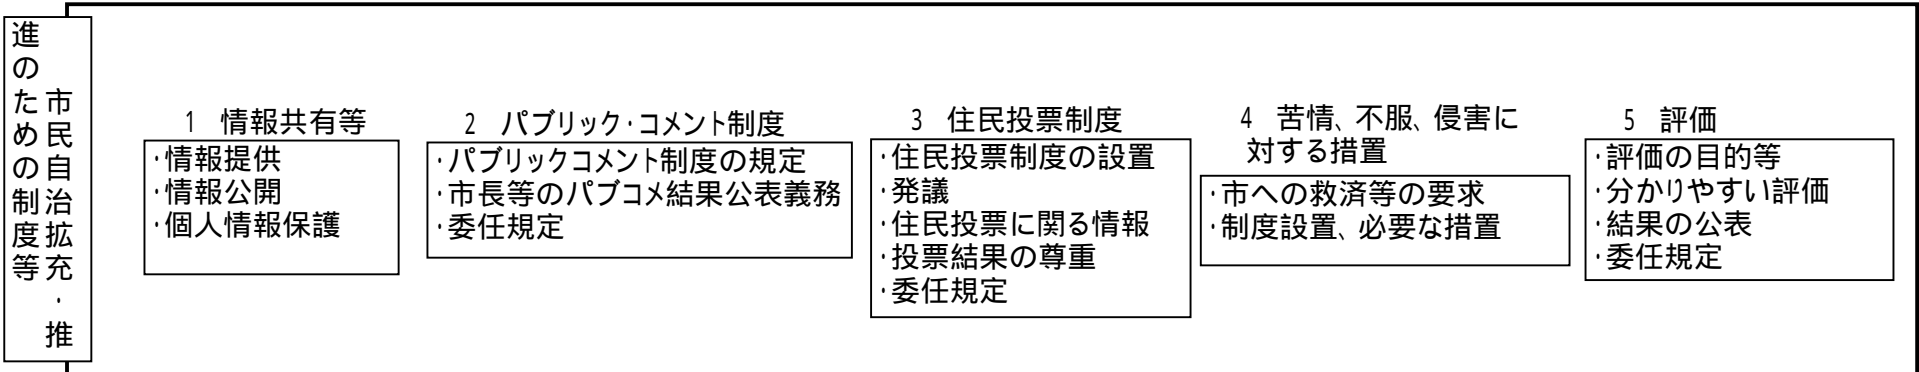 市民自治拡充・推
進のための制度等
1 情報共有等
・情報提供
・情報公開
・個人情報保護
2 パブリック・コメント制度
・パブリックコメント制度の規定
・市長等のパブコメ結果公表義務
・委任規定
3 住民投票制度
・住民投票制度の設置
・発議
・住民投票に関る情報
・投票結果の尊重
・委任規定
4 苦情、不服、侵害に
対する措置
・市への救済等の要求
・制度設置、必要な措置
5 評価
・評価の目的等
・分かりやすい評価
・結果の公表
・委任規定